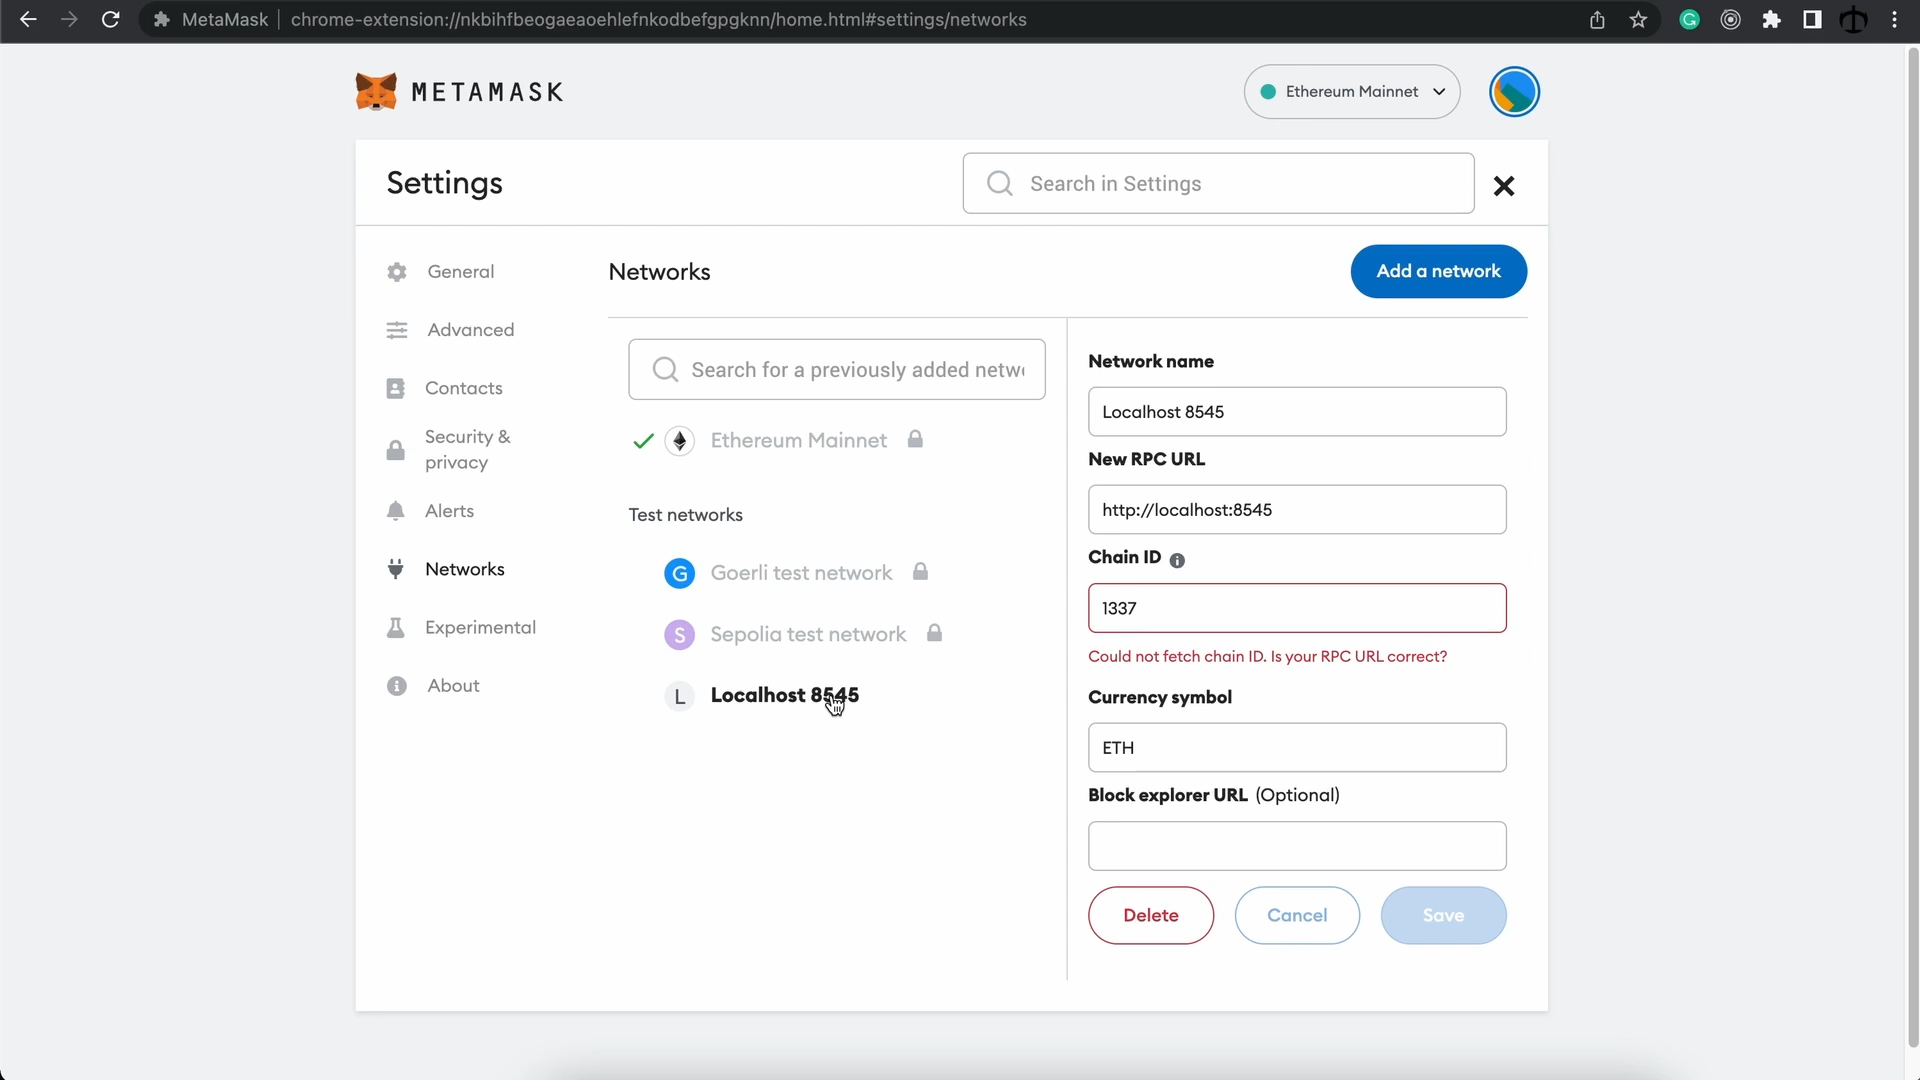 MetaMask
chrome-extension://nkbihfbeogaeaoehlefnkodbefgpgknn/home.html#settings/networks
G
METAMASK
Ethereum Mainnet
Settings
Search in Settings
General
Advanced
Contacts
Security &
privacy
Alerts
Networks
Experimental
About
Networks
Add a network
Search for a previously added netw
Ethereum Mainnet
Test networks
G
Goerli test network
S
Sepolia test network
L
Localhost 8545
Network name
Localhost 8545
New RPC URL
http://localhost:8545
Chain ID
1337
Could not fetch chain ID. Is your RPC URL correct?
Currency symbol
ETH
Block explorer URL (Optional)
Delete
Cancel
Save